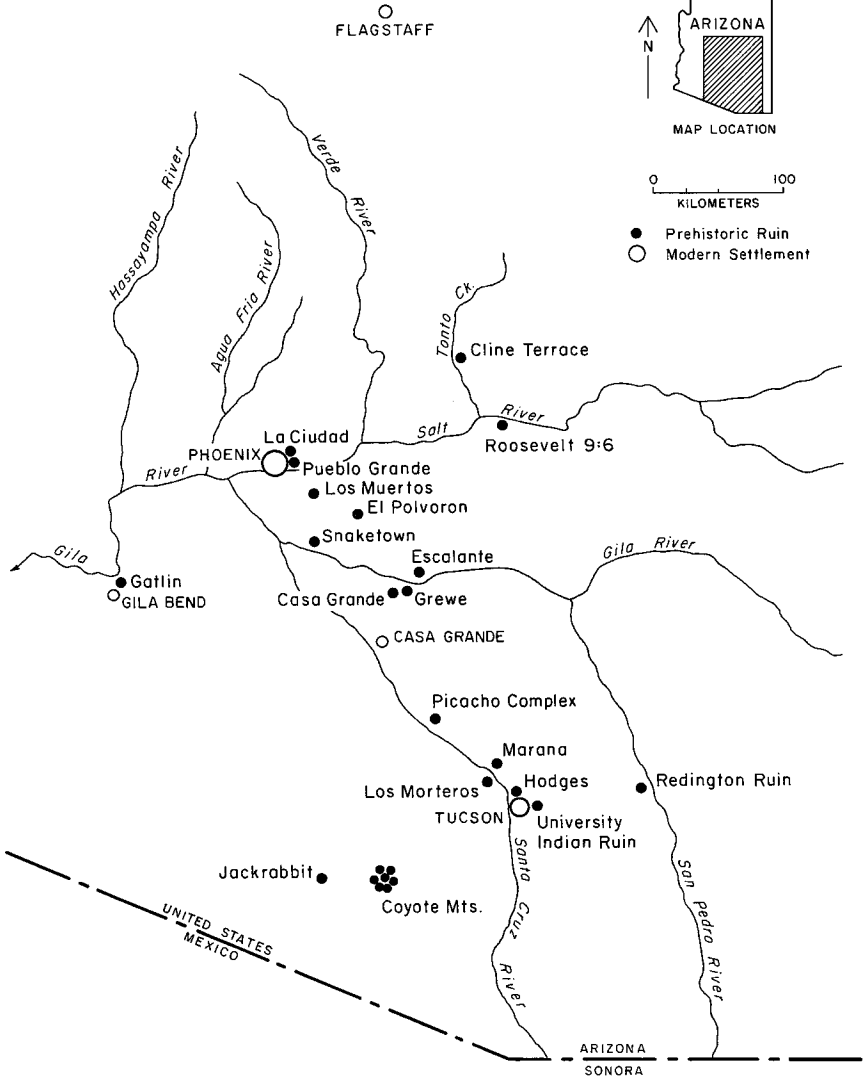 FLAGSTAFF
N
ARIZONA
MAP LOCATION
0 100
KILOMETERS
Prehistoric Ruin
Modern Settlement
Hassayampa River
Verde River
Agua Fria River
Tonto Ck.
Cline Terrace
Salt River
Roosevelt 9:6
La Ciudad
PHOENIX
Pueblo Grande
River
Los Muertos
El Polvoron
Snaketown
Gila
Escalante
Gila River
Gatlin
GILA BEND
Casa Grande
Grewe
CASA GRANDE
Picacho Complex
Marana
Los Morteros
Hodges
Redington Ruin
TUCSON
University
Indian Ruin
Santa Cruz River
San Pedro River
Jackrabbit
Coyote Mts.
UNITED STATES
MEXICO
ARIZONA
SONORA